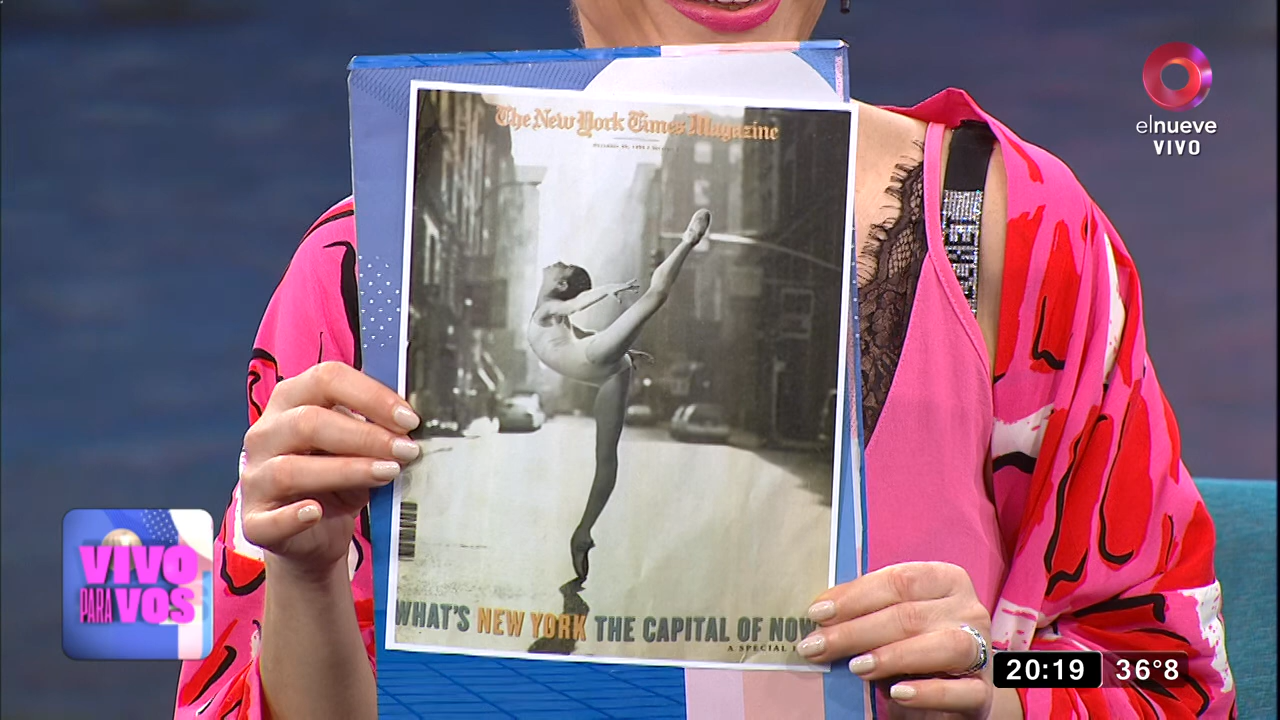 elnueve
VIVO
The New York Times Magazine
WHAT'S NEW YORK THE CAPITAL OF NOW
A SPECIAL
VIVO
PARA VOS
20:19 36°8